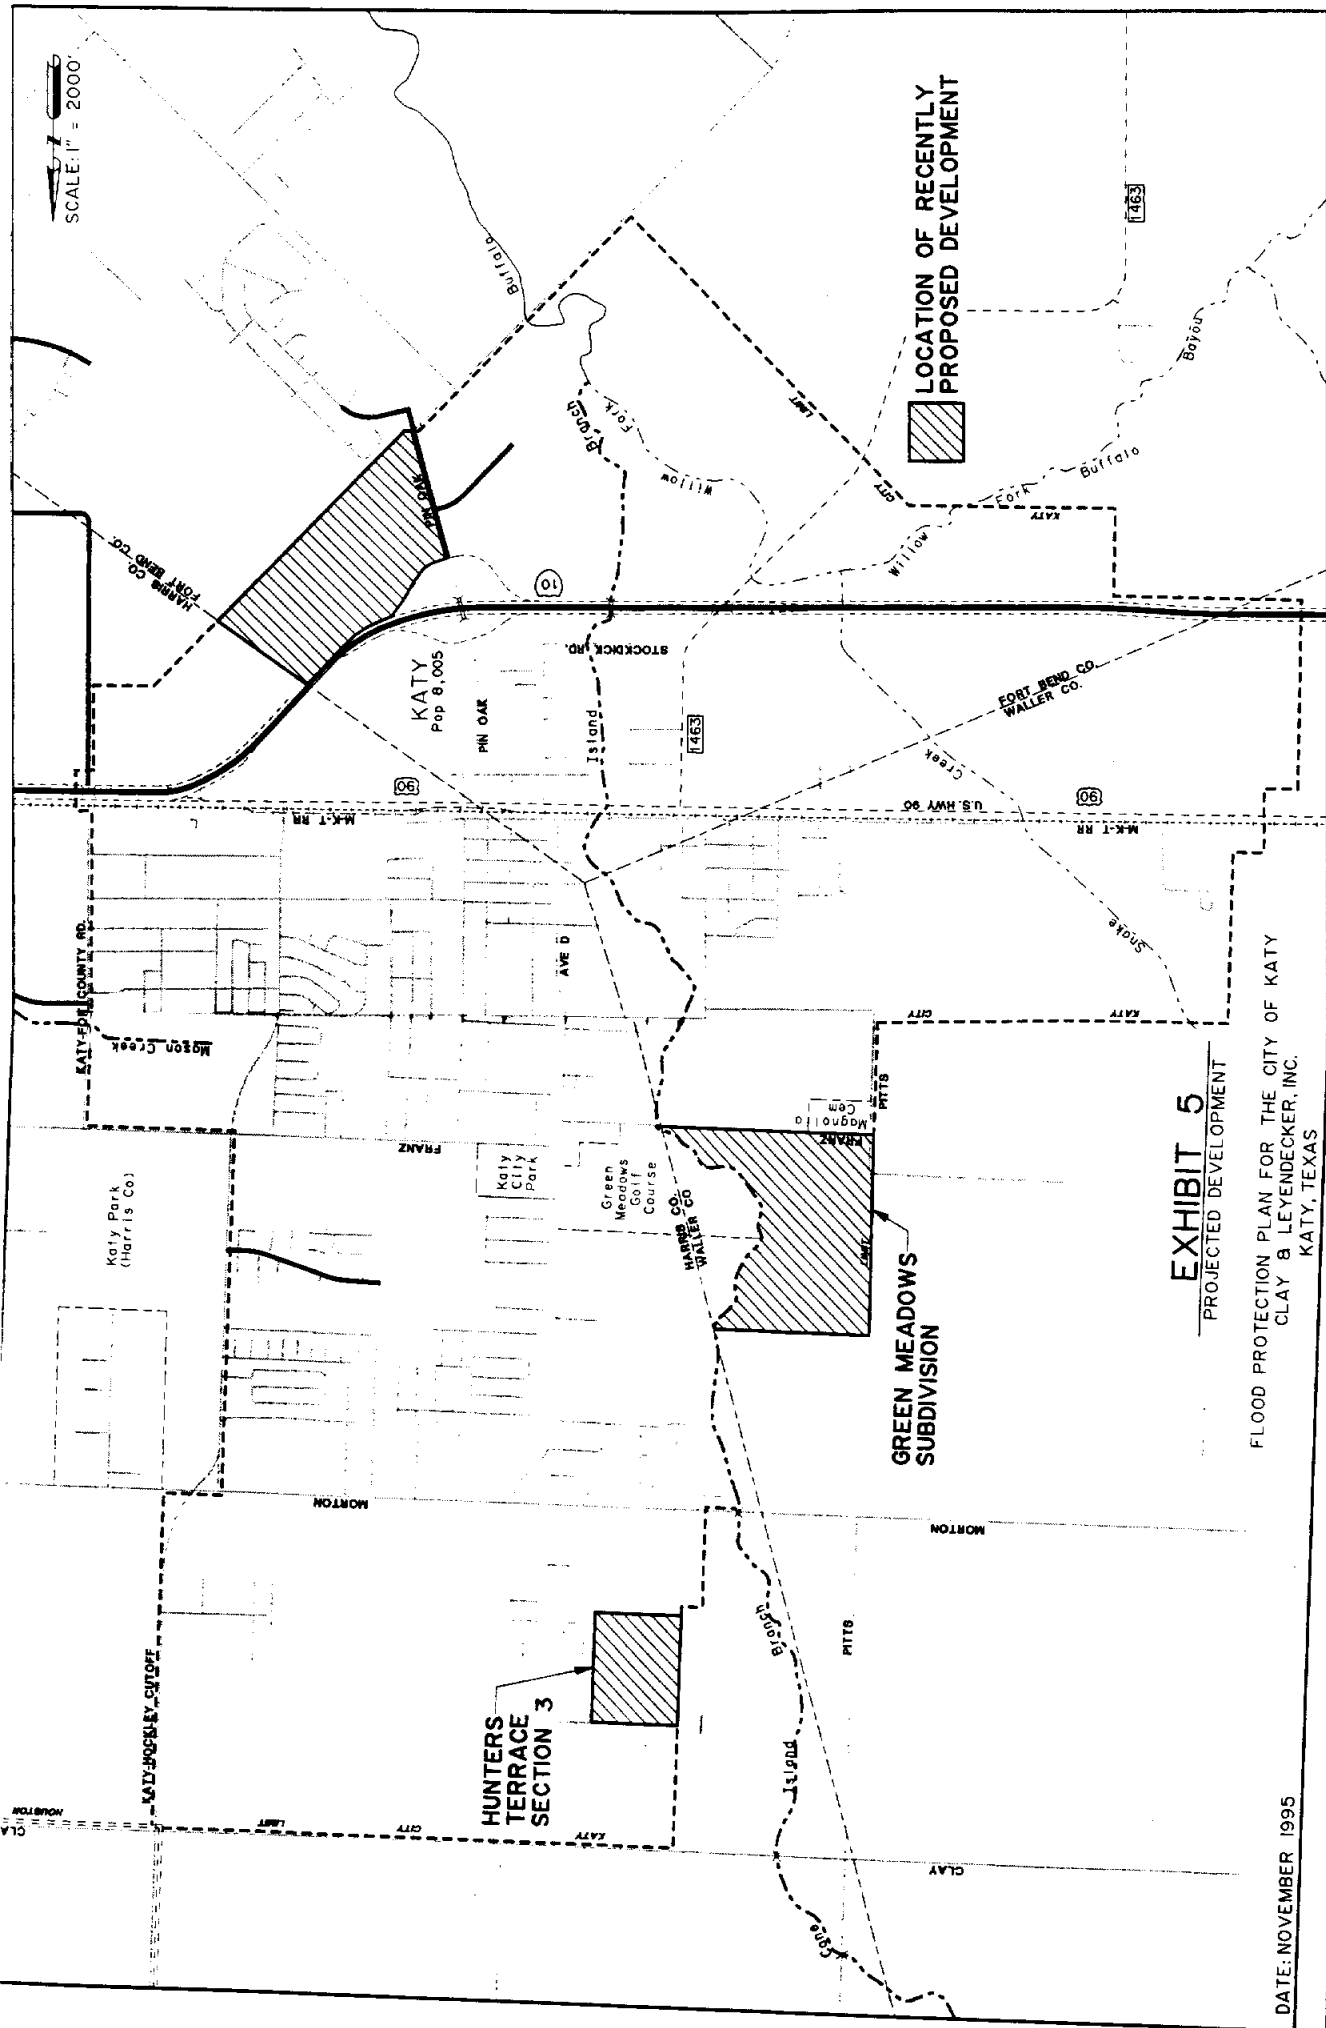 SCALE: 1" = 2000'
LOCATION OF RECENTLY
PROPOSED DEVELOPMENT
1463
Buffalo
Bayou
Buffalo
Fork
Willow
KATY
CITY
LIMIT
Branch
Fork
Willow
PIN OAK
HARRIS CO.
FORT BEND CO.
10
STOCKDICK RD.
KATY
Pop 8,005
PIN OAK
Island
1463
FORT BEND CO.
WALLER CO.
Creek
Snake
90
U.S. HWY 90
90
M-K-T RR
M-K-T RR
KATY-FORT COUNTY RD.
Mason Creek
AVE D
CITY
KATY
PITTS
Magnolia
Cem
FRANZ
FRANZ
Katy Park
(Harris Co)
Katy
City
Park
Green
Meadows
Golf
Course
HARRIS CO.
WALLER CO
LIMIT
GREEN MEADOWS
SUBDIVISION
MORTON
MORTON
HUNTERS
TERRACE
SECTION 3
Branch
Island
Cane
PITTS
KATY-HOCKLEY CUTOFF
HOUSTON
CLA
LIMIT
CITY
KATY
CLAY
EXHIBIT 5
PROJECTED DEVELOPMENT
FLOOD PROTECTION PLAN FOR THE CITY OF KATY
CLAY & LEYENDECKER, INC.
KATY, TEXAS
DATE: NOVEMBER 1995